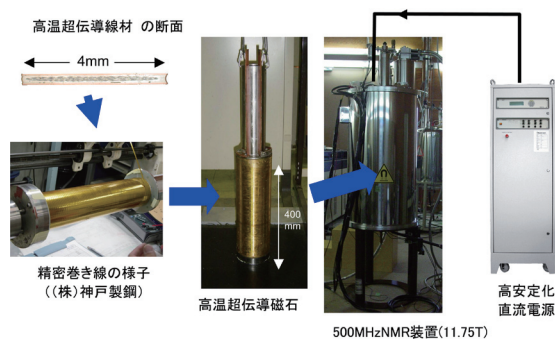 高温超伝導線材 の断面
4mm
精密巻き線の様子
((株)神戸製鋼)
400
mm
高温超伝導磁石
500MHzNMR装置(11.75T)
高安定化
直流電源